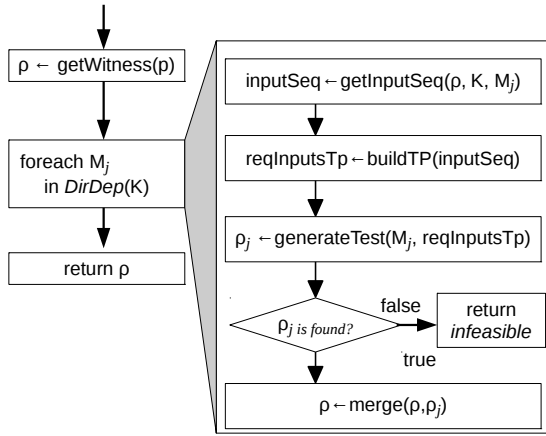 ρ ← getWitness(p)
foreach Mj
in DirDep(K)
return ρ
inputSeq←getInputSeq(ρ, K, Mj)
reqInputsTp←buildTP(inputSeq)
ρj ←generateTest(Mj, reqInputsTp)
ρj is found?
false
return
infeasible
true
ρ←merge(ρ,ρj)